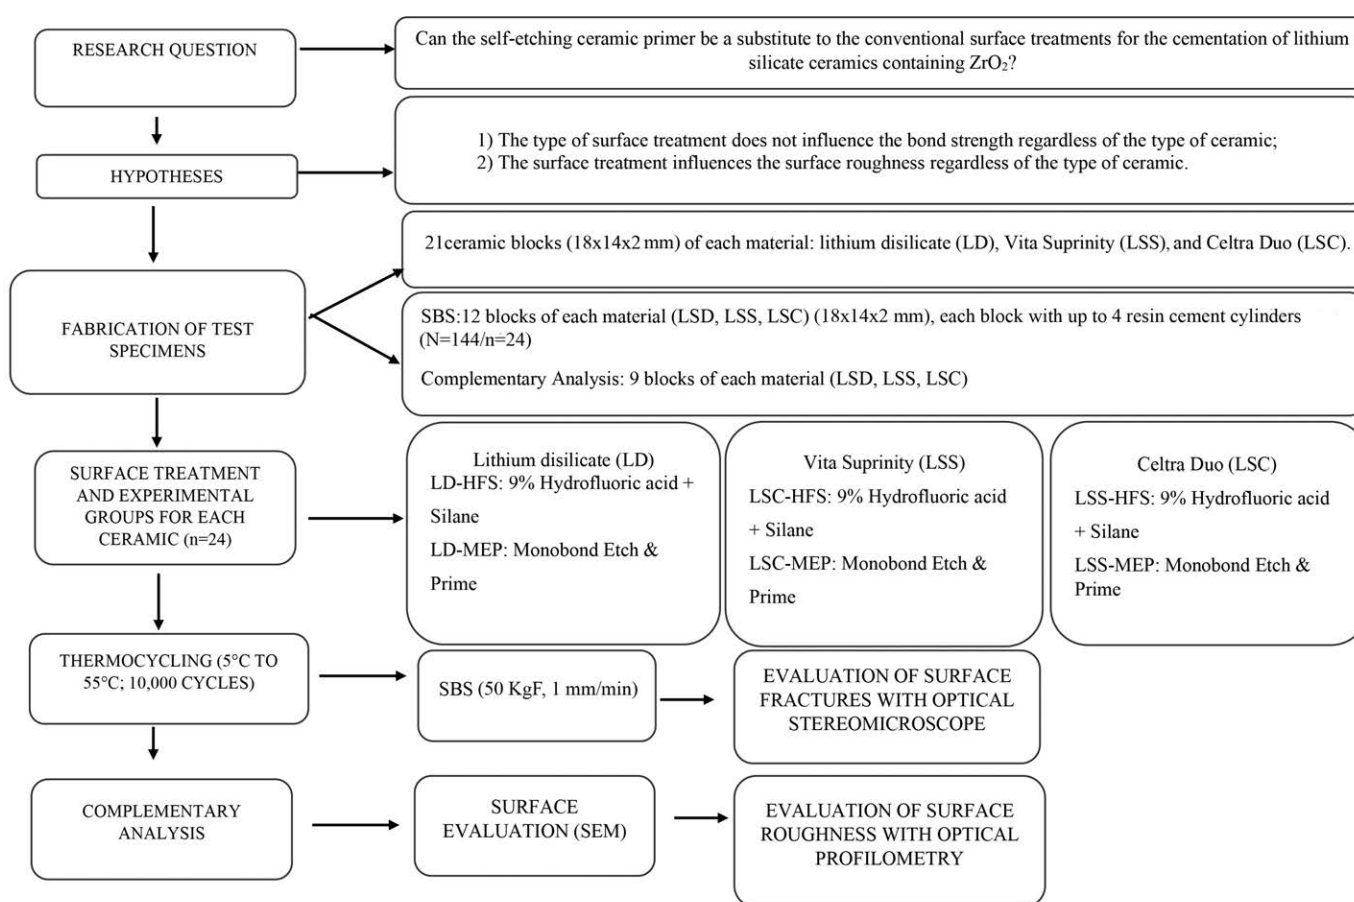 RESEARCH QUESTION
Can the self-etching ceramic primer be a substitute to the conventional surface treatments for the cementation of lithium
silicate ceramics containing ZrO₂?
HYPOTHESES
1) The type of surface treatment does not influence the bond strength regardless of the type of ceramic;
2) The surface treatment influences the surface roughness regardless of the type of ceramic.
FABRICATION OF TEST
SPECIMENS
21ceramic blocks (18x14x2 mm) of each material: lithium disilicate (LD), Vita Suprinity (LSS), and Celtra Duo (LSC).
SBS:12 blocks of each material (LSD, LSS, LSC) (18x14x2 mm), each block with up to 4 resin cement cylinders
(N=144/n=24)
Complementary Analysis: 9 blocks of each material (LSD, LSS, LSC)
SURFACE TREATMENT
AND EXPERIMENTAL
GROUPS FOR EACH
CERAMIC (n=24)
Lithium disilicate (LD)
LD-HFS: 9% Hydrofluoric acid +
Silane
LD-MEP: Monobond Etch &
Prime
Vita Suprinity (LSS)
LSC-HFS: 9% Hydrofluoric acid
+ Silane
LSC-MEP: Monobond Etch &
Prime
Celtra Duo (LSC)
LSS-HFS: 9% Hydrofluoric acid
+ Silane
LSS-MEP: Monobond Etch &
Prime
THERMOCYCLING (5°C TO
55°C; 10,000 CYCLES)
SBS (50 KgF, 1 mm/min)
EVALUATION OF SURFACE
FRACTURES WITH OPTICAL
STEREOMICROSCOPE
COMPLEMENTARY
ANALYSIS
SURFACE
EVALUATION (SEM)
EVALUATION OF SURFACE
ROUGHNESS WITH OPTICAL
PROFILOMETRY